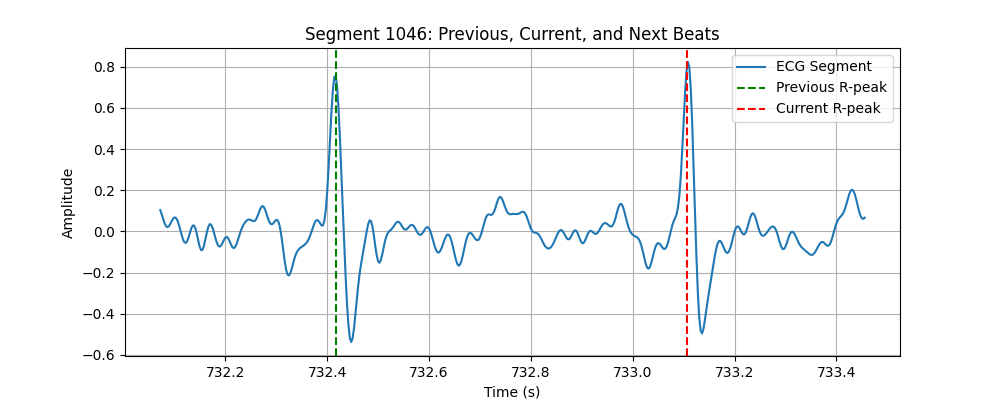 Segment 1046: Previous, Current, and Next Beats
ECG Segment
Previous R-peak
Current R-peak
Amplitude
0.8
0.6
0.4
0.2
0.0
−0.2
−0.4
−0.6
732.2 732.4 732.6 732.8 733.0 733.2 733.4
Time (s)